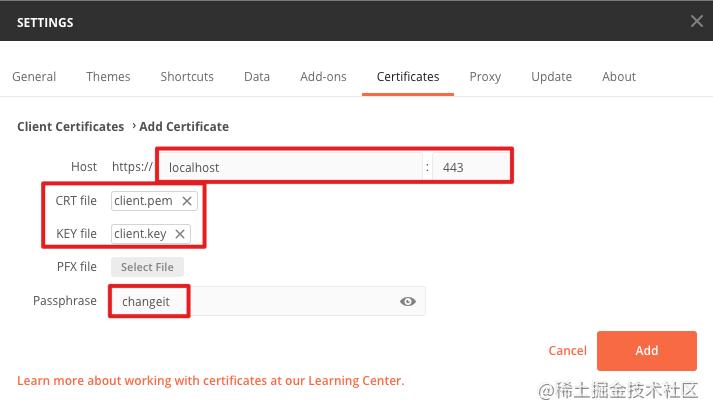 SETTINGS
General Themes Shortcuts Data Add-ons Certificates Proxy Update About
Client Certificates › Add Certificate
Host https:// localhost : 443
CRT file client.pem
KEY file client.key
PFX file Select File
Passphrase changeit
Cancel Add
Learn more about working with certificates at our Learning Center.
@稀土掘金技术社区